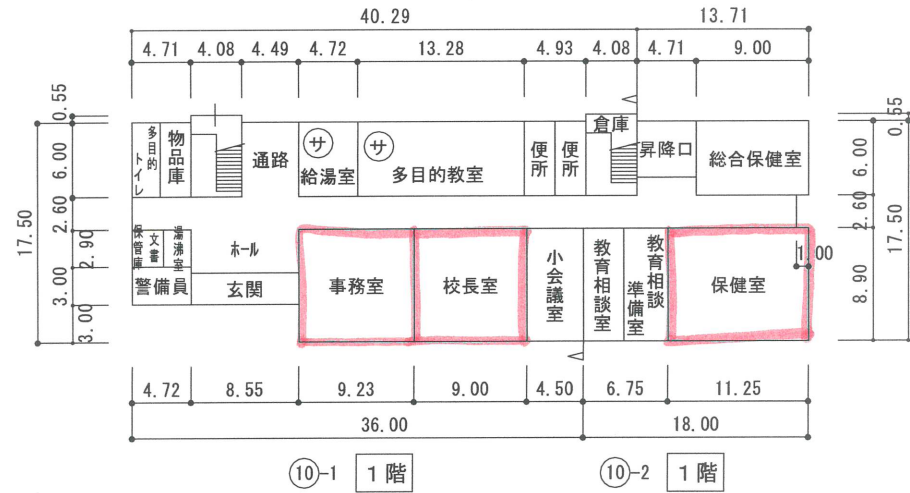 40.29 13.71
4.71 4.08 4.49 4.72 13.28 4.93 4.08 4.71 9.00
0.55 6.00 2.60 2.90 3.00 3.00
17.50
0.55 6.00 2.60 8.90
17.50
多目的トイレ
物品庫
通路
サ
給湯室
サ
多目的教室
便所
便所
倉庫
昇降口
総合保健室
文書保管庫
湯沸室
警備員
ホール
玄関
事務室
校長室
小会議室
教育相談室
教育相談準備室
保健室
1.00
4.72 8.55 9.23 9.00 4.50 6.75 11.25
36.00 18.00
⑩-1 1階 ⑩-2 1階